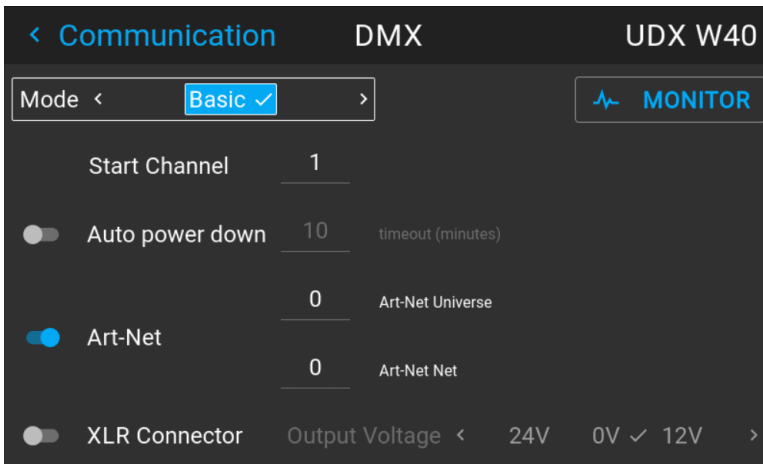 Communication DMX UDX W40
Mode Basic MONITOR
Start Channel 1
Auto power down 10 timeout (minutes)
0 Art-Net Universe
Art-Net
0 Art-Net Net
XLR Connector Output Voltage 24V 0V 12V